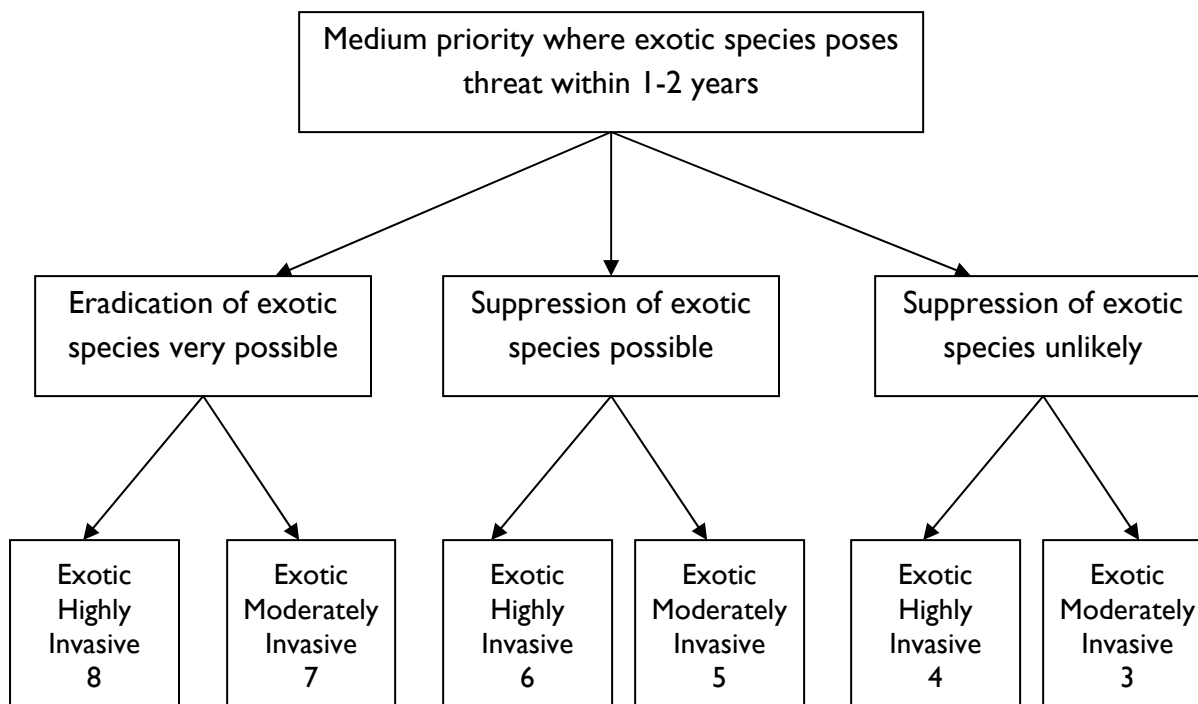 Medium priority where exotic species poses
threat within 1-2 years
Eradication of exotic
species very possible
Suppression of exotic
species possible
Suppression of exotic
species unlikely
Exotic
Highly
Invasive
8
Exotic
Moderately
Invasive
7
Exotic
Highly
Invasive
6
Exotic
Moderately
Invasive
5
Exotic
Highly
Invasive
4
Exotic
Moderately
Invasive
3